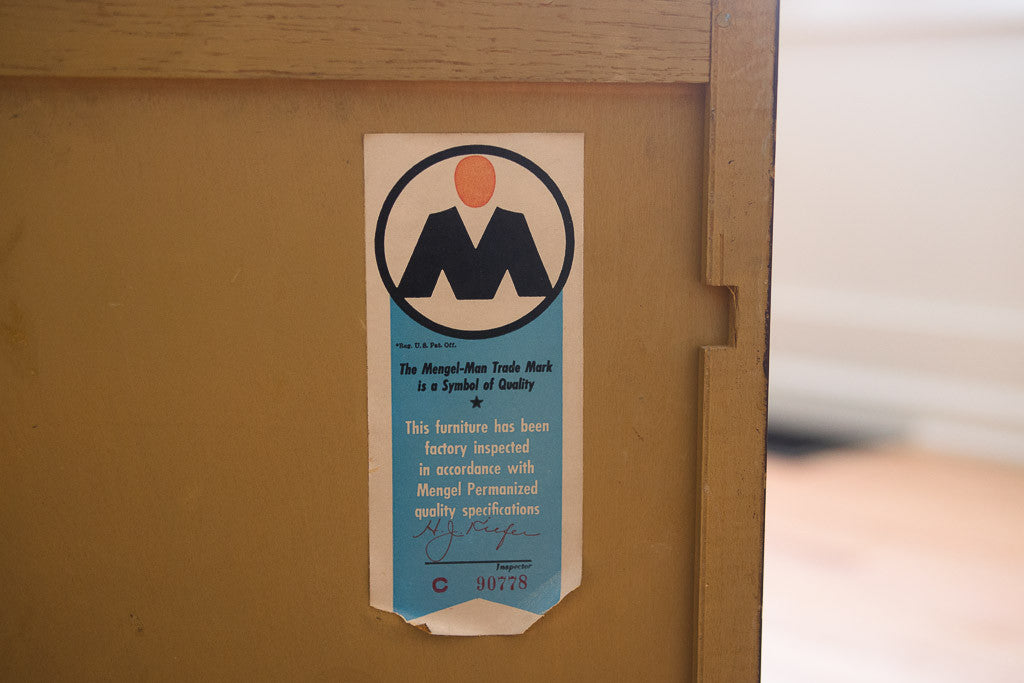 M
*Reg. U. S. Pat. Off.
The Mengel-Man Trade Mark
is a Symbol of Quality
This furniture has been
factory inspected
in accordance with
Mengel Permanized
quality specifications
H. J. Kiefer
Inspector
C 90778